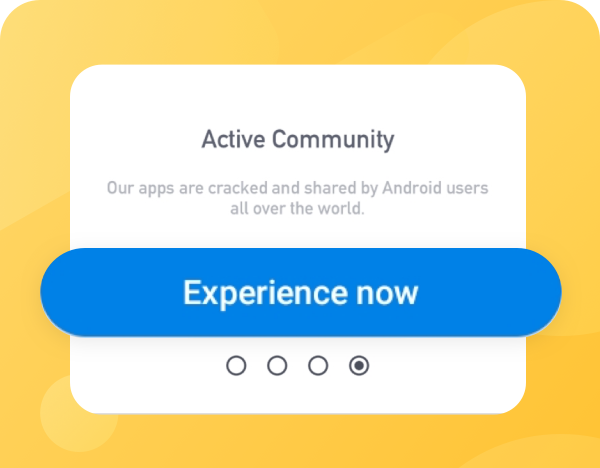 Active Community
Our apps are cracked and shared by Android users
all over the world.
Experience now